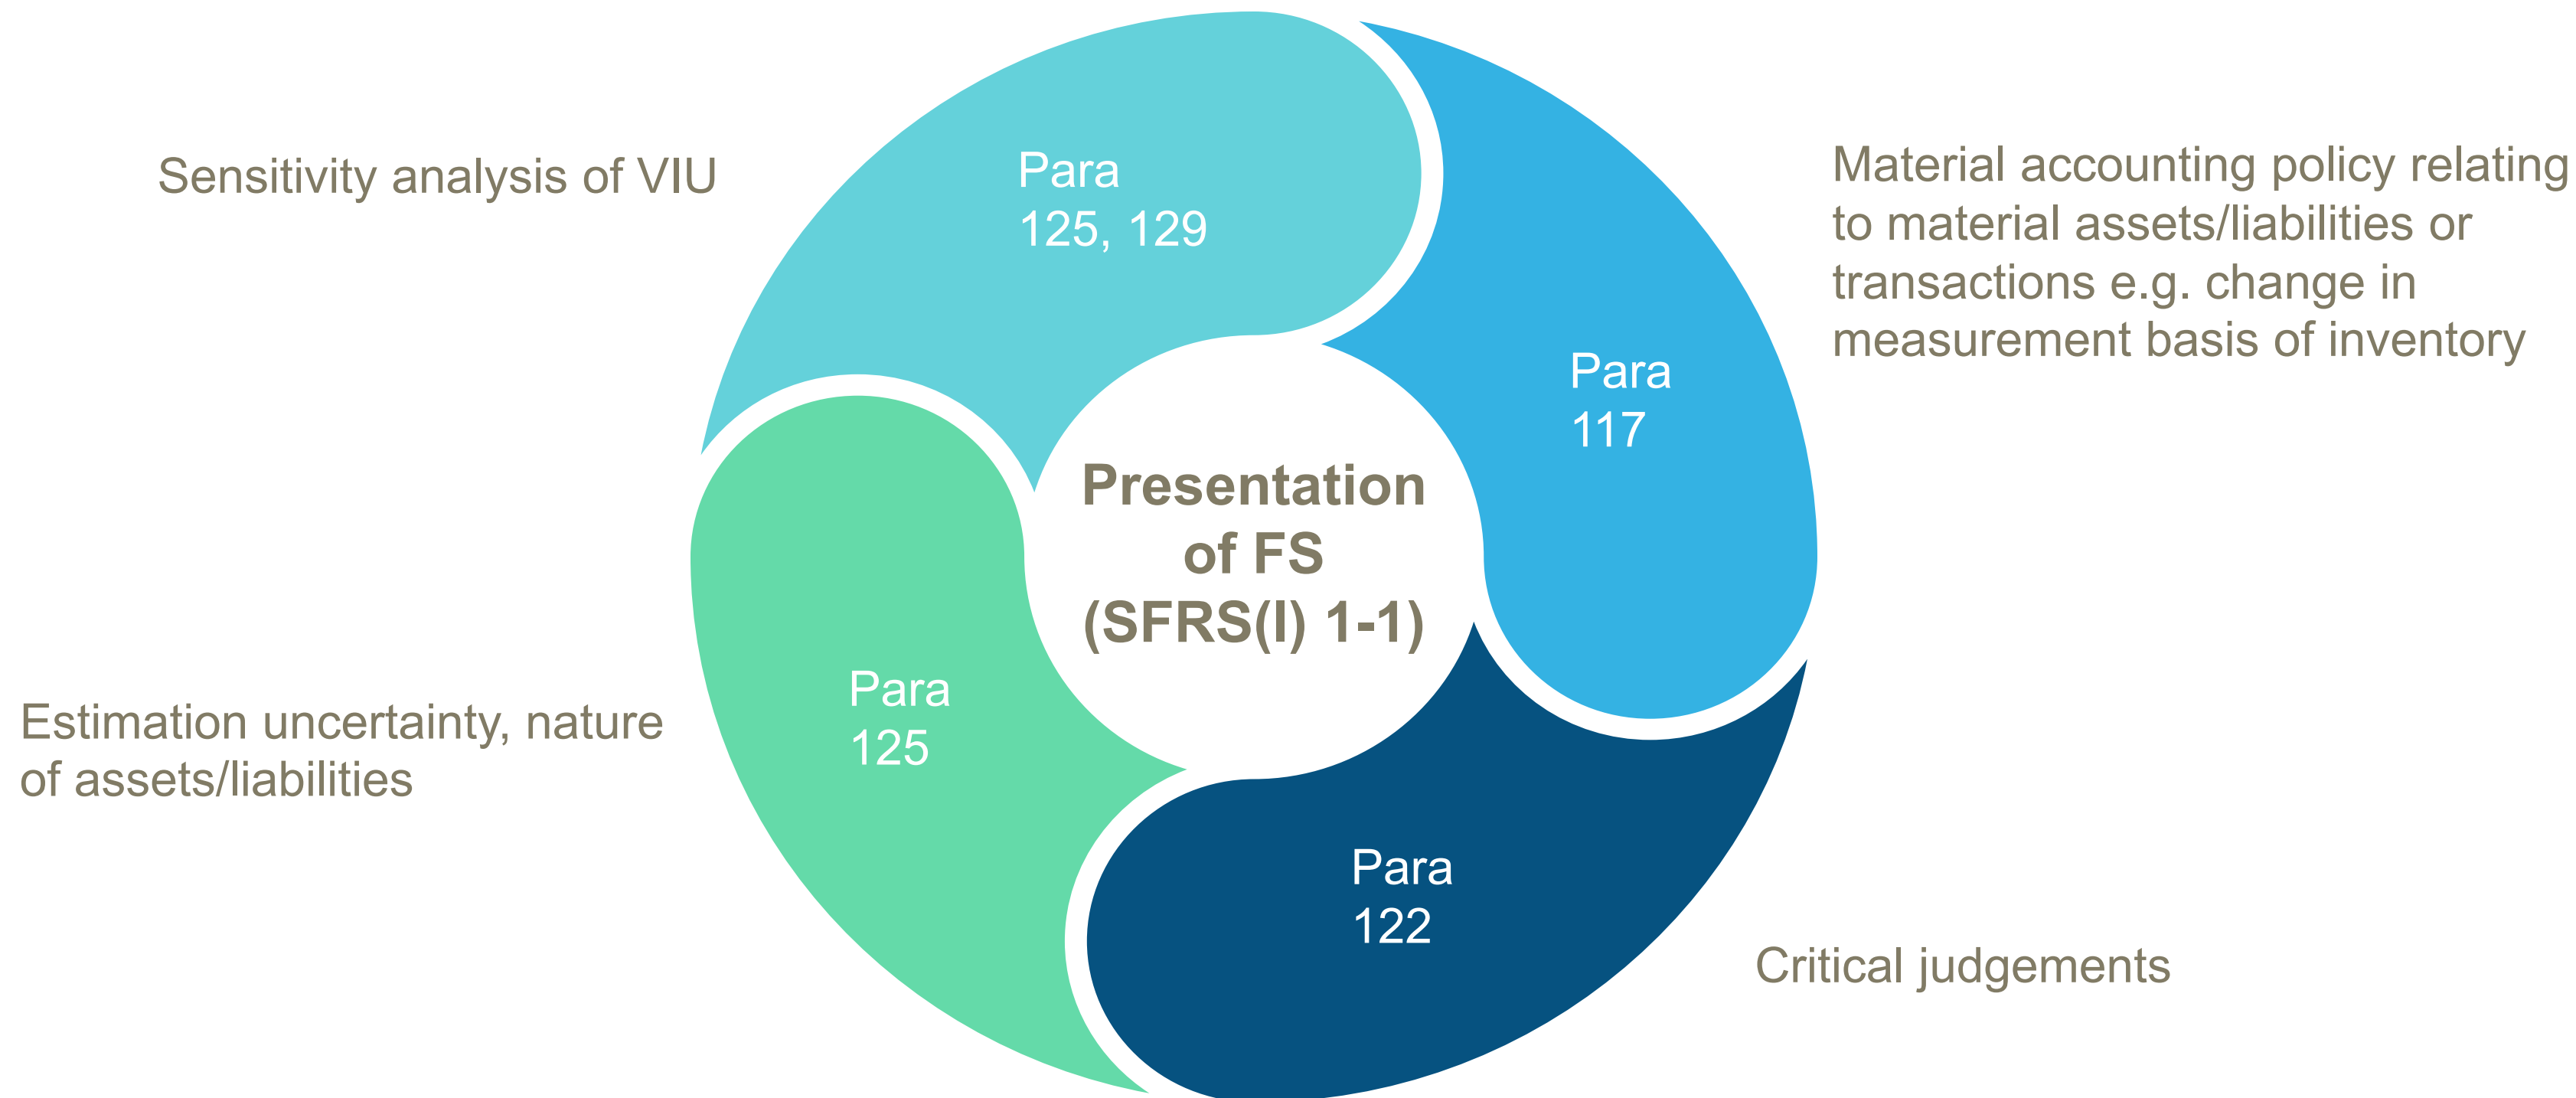 Sensitivity analysis of VIU
Para
125, 129
Material accounting policy relating
to material assets/liabilities or
transactions e.g. change in
measurement basis of inventory
Para
117
Presentation
of FS
(SFRS(I) 1-1)
Estimation uncertainty, nature
of assets/liabilities
Para
125
Para
122
Critical judgements